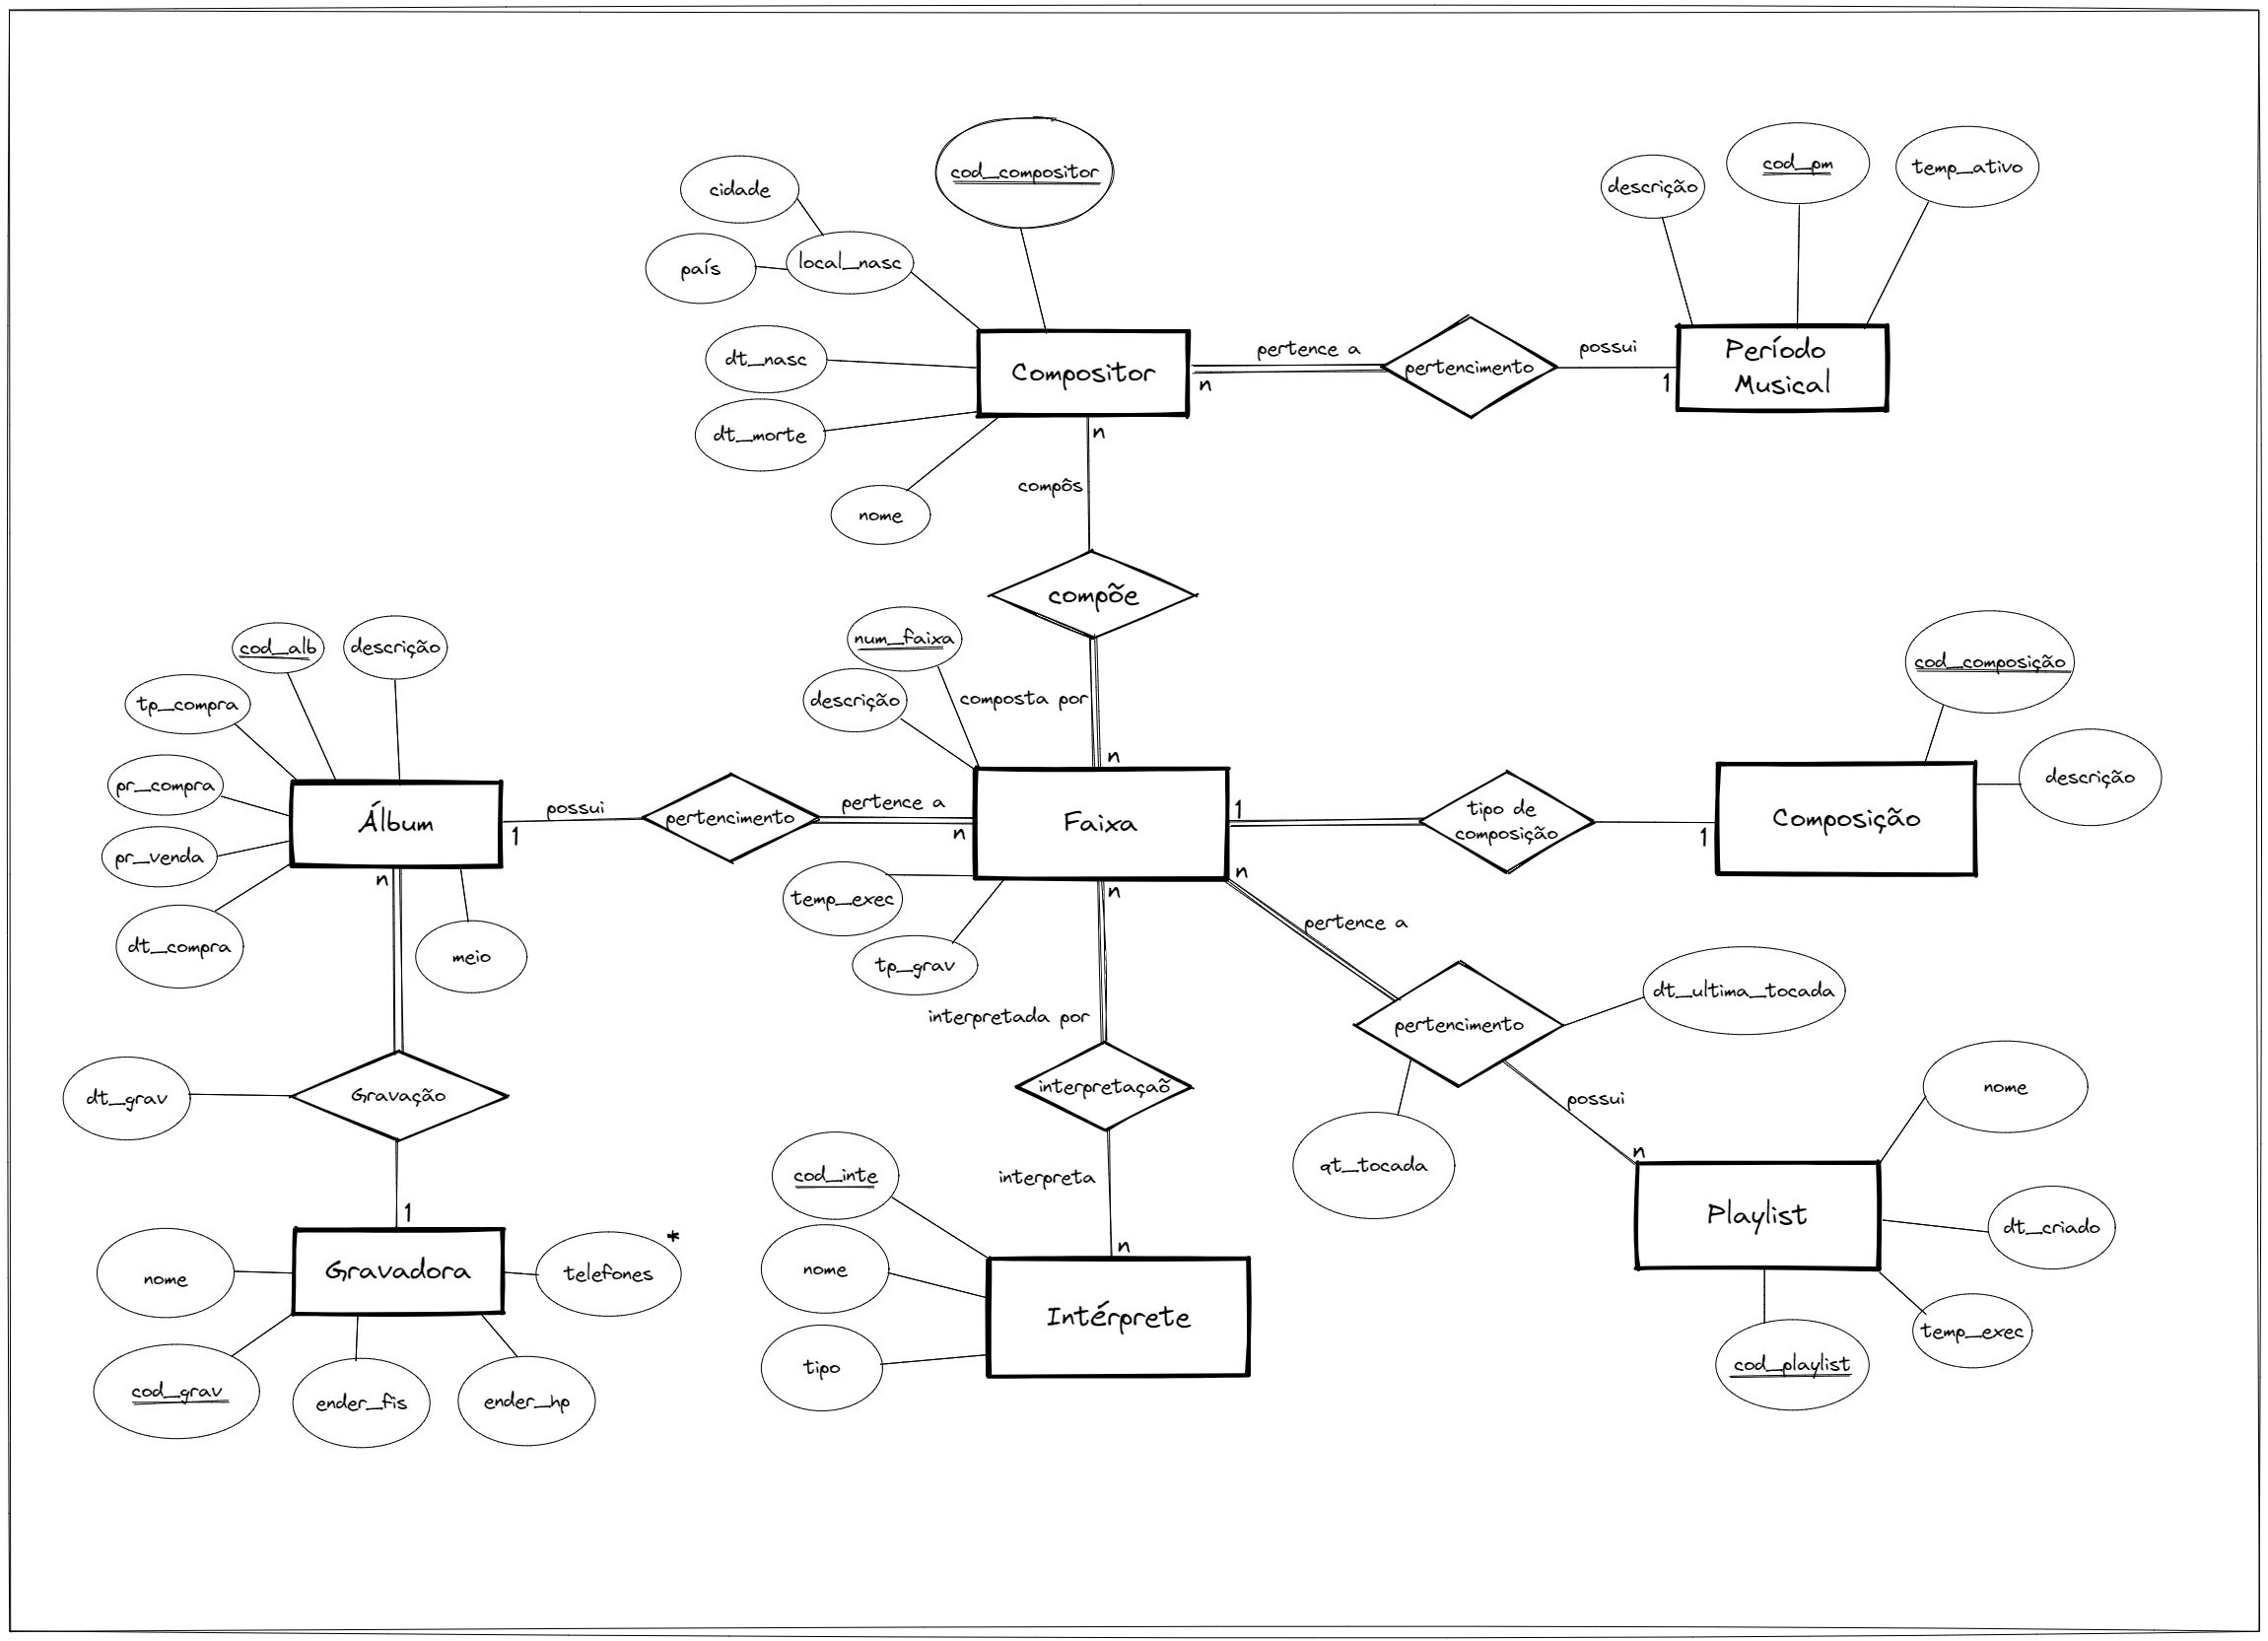 cod_compositor
cidade
local_nasc
país
dt_nasc
dt_morte
nome
Compositor
n
pertence a
pertencimento
possui
1
descrição
cod_pm
temp_ativo
Período
Musical
n
compôs
compõe
composta por
n
num_faixa
descrição
cod_alb
descrição
tp_compra
pr_compra
pr_venda
dt_compra
meio
Álbum
1
possui
pertencimento
pertence a
n
Faixa
temp_exec
tp_grav
1
tipo de
composição
1
Composição
cod_composição
descrição
n
pertence a
pertencimento
dt_ultima_tocada
qt_tocada
possui
n
Playlist
nome
dt_criado
temp_exec
cod_playlist
n
interpretada por
interpretaçaõ
interpreta
n
Intérprete
cod_inte
nome
tipo
n
Gravação
dt_grav
1
Gravadora
nome
telefones
*
cod_grav
ender_fis
ender_hp